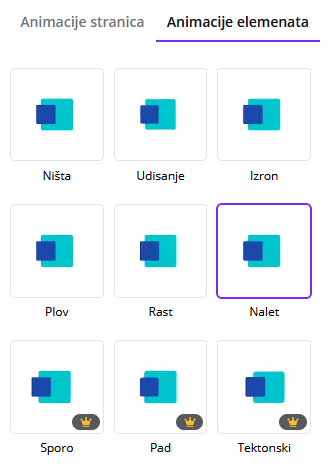 Animacije stranica Animacije elemenata
Ništa Udisanje Izron
Plov Rast Nalet
Sporo Pad Tektonski